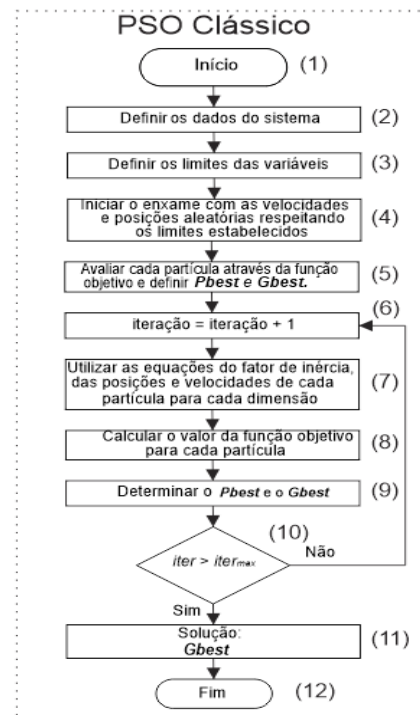 PSO Clássico
Início (1)
Definir os dados do sistema (2)
Definir os limites das variáveis (3)
Iniciar o enxame com as velocidades
e posições aleatórias respeitando
os limites estabelecidos (4)
Avaliar cada partícula através da função
objetivo e definir Pbest e Gbest. (5)
(6)
iteração = iteração + 1
Utilizar as equações do fator de inércia,
das posições e velocidades de cada
partícula para cada dimensão (7)
Calcular o valor da função objetivo
para cada partícula (8)
Determinar o Pbest e o Gbest (9)
(10)
iter > itermax
Não
Sim
Solução:
Gbest (11)
Fim (12)